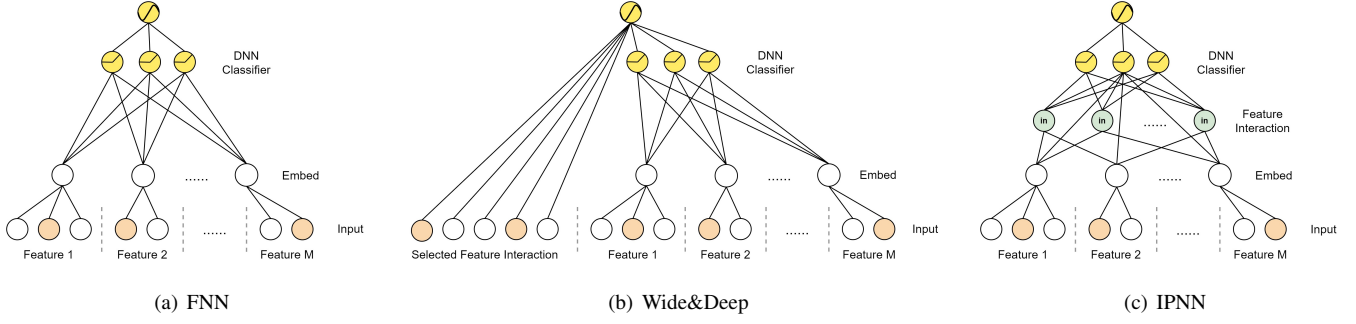 DNN
Classifier
Embed
......
Input
......
Feature 1
Feature 2
Feature M
(a) FNN
DNN
Classifier
Embed
......
Input
......
Selected Feature Interaction
Feature 1
Feature 2
Feature M
(b) Wide&Deep
DNN
Classifier
in
in
......
in
Feature
Interaction
......
Embed
......
Input
Feature 1
Feature 2
Feature M
(c) IPNN